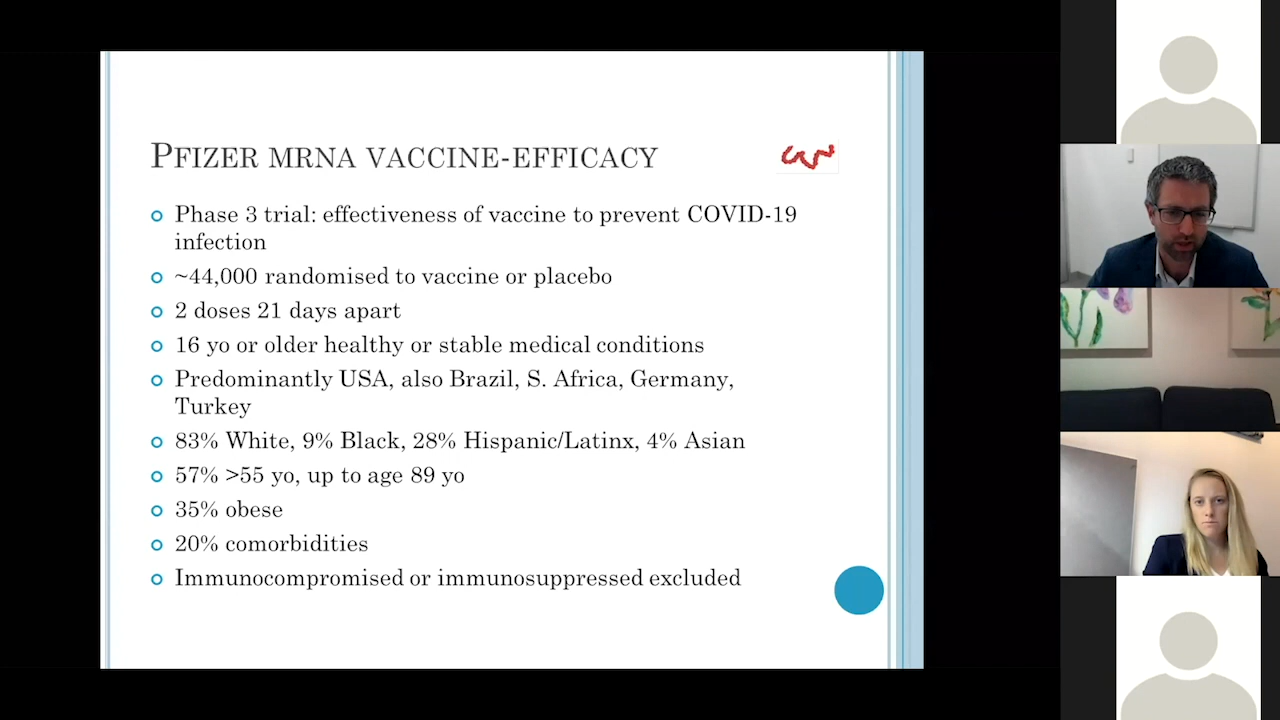 PFIZER MRNA VACCINE-EFFICACY
Phase 3 trial: effectiveness of vaccine to prevent COVID-19
infection
~44,000 randomised to vaccine or placebo
2 doses 21 days apart
16 yo or older healthy or stable medical conditions
Predominantly USA, also Brazil, S. Africa, Germany,
Turkey
83% White, 9% Black, 28% Hispanic/Latinx, 4% Asian
57% >55 yo, up to age 89 yo
35% obese
20% comorbidities
Immunocompromised or immunosuppressed excluded